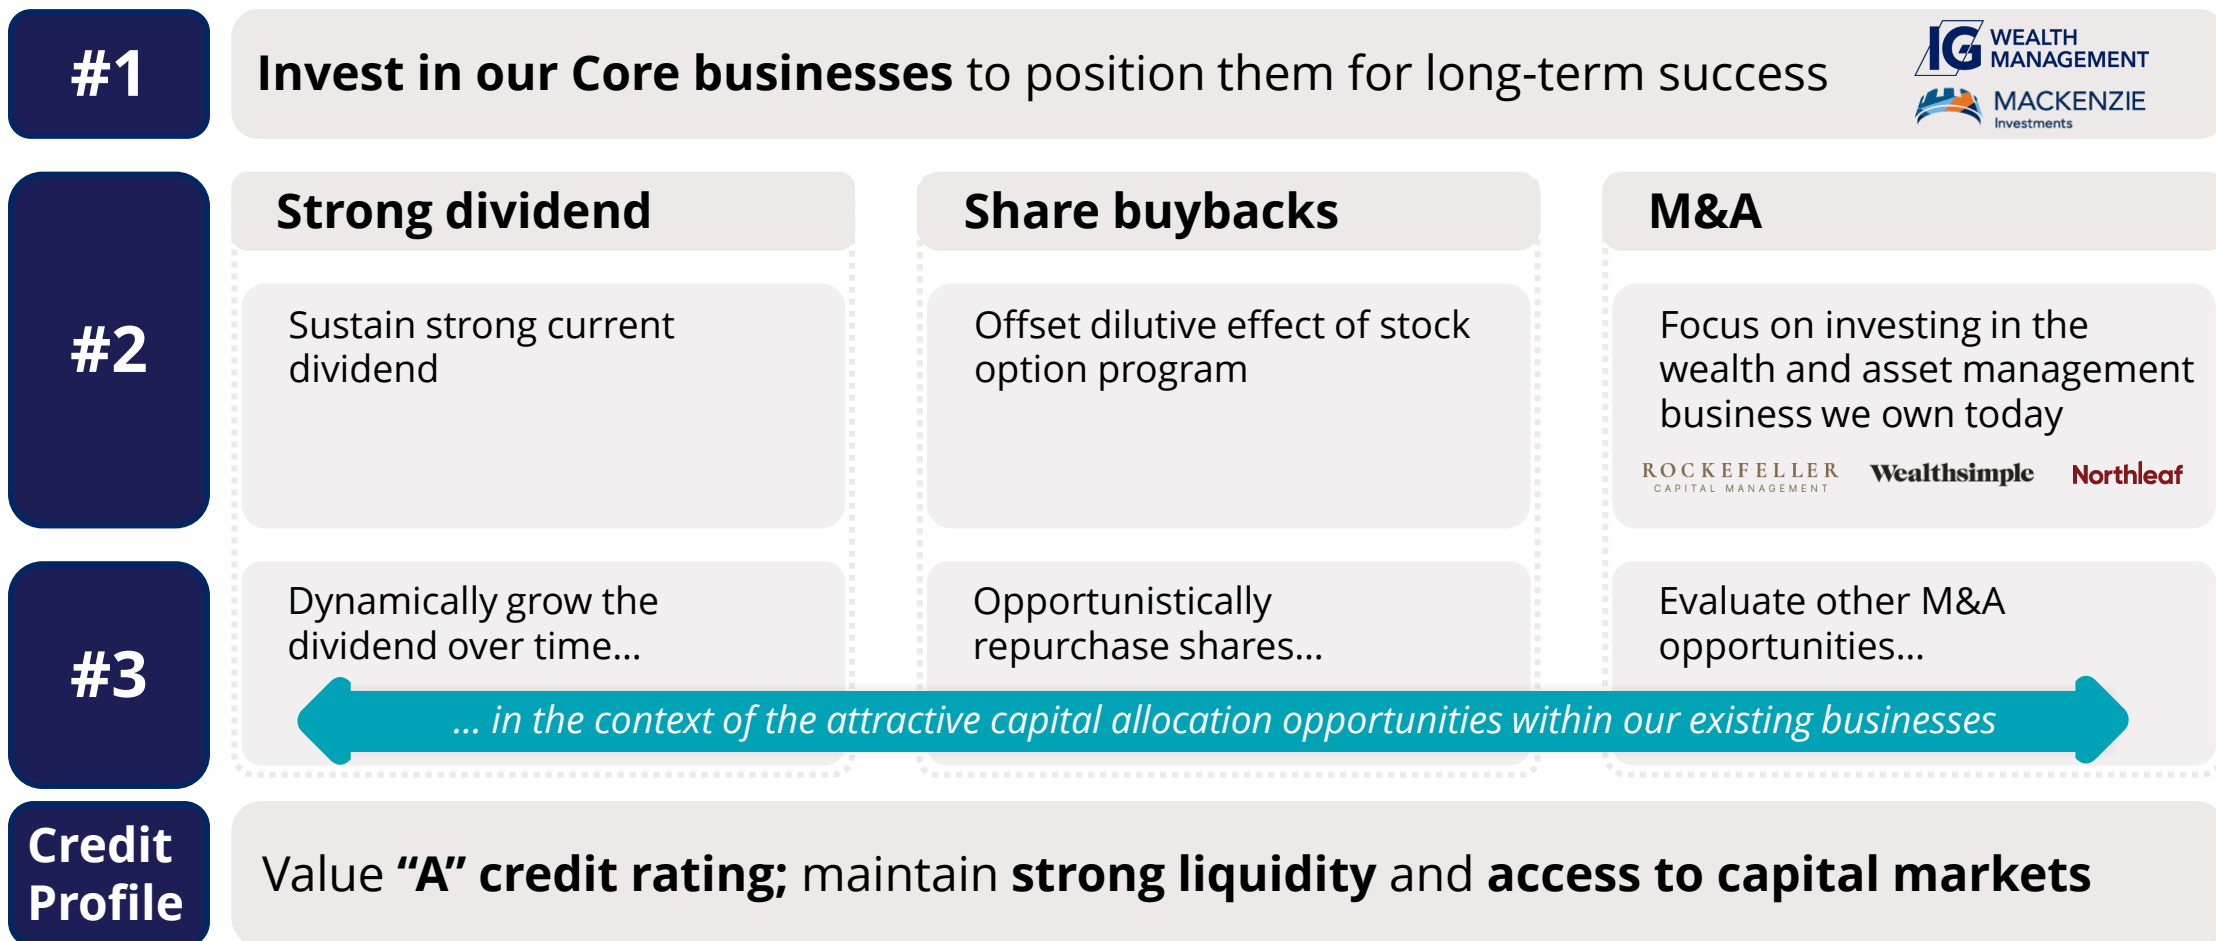 #1
Invest in our Core businesses to position them for long-term success
IG WEALTH
MANAGEMENT
MACKENZIE
Investments
#2
Strong dividend
Sustain strong current
dividend
Share buybacks
Offset dilutive effect of stock
option program
M&A
Focus on investing in the
wealth and asset management
business we own today
ROCKEFELLER
CAPITAL MANAGEMENT
Wealthsimple
Northleaf
#3
Dynamically grow the
dividend over time...
Opportunistically
repurchase shares...
Evaluate other M&A
opportunities...
... in the context of the attractive capital allocation opportunities within our existing businesses
Credit
Profile
Value “A” credit rating; maintain strong liquidity and access to capital markets